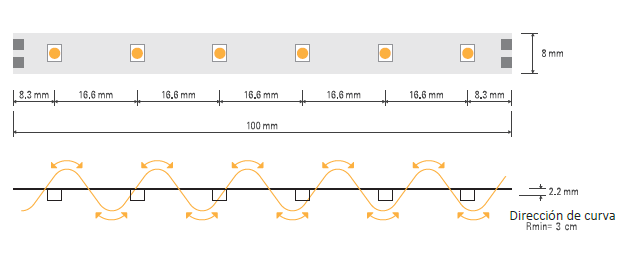 8 mm
8.3 mm 16.6 mm 16.6 mm 16.6 mm 16.6 mm 16.6 mm 8.3 mm
100 mm
2.2 mm
Dirección de curva
Rmin= 3 cm